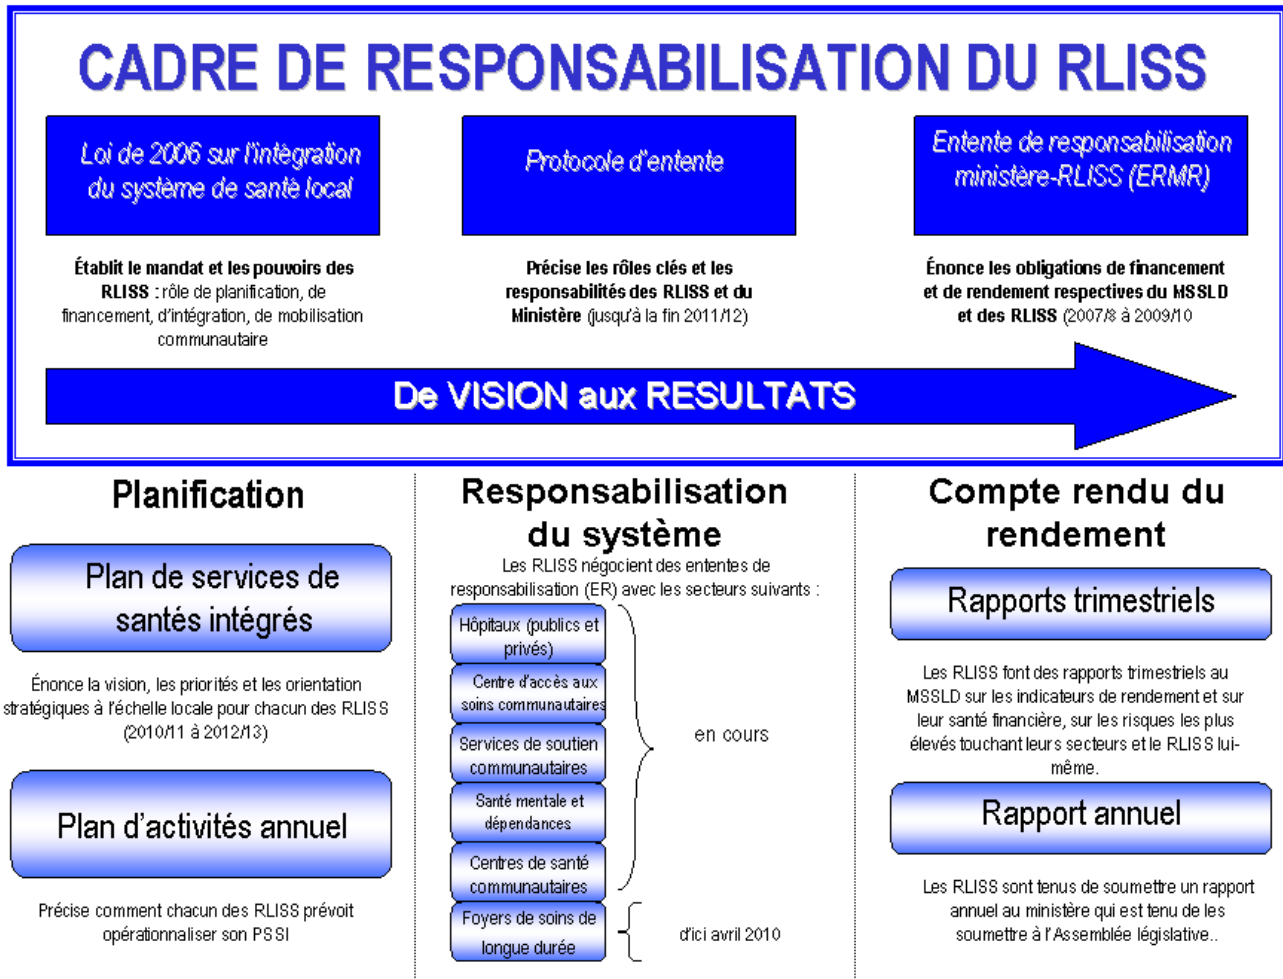 CADRE DE RESPONSABILISATION DU RLISS
Loi de 2006 sur l'intégration
du système de santé local
Protocole d'entente
Entente de responsabilisation
ministère-RLISS (ERMR)
Établit le mandat et les pouvoirs des
RLISS : rôle de planification, de
financement, d'intégration, de mobilisation
communautaire
Précise les rôles clés et les
responsabilités des RLISS et du
Ministère (jusqu'à la fin 2011/12)
Énonce les obligations de financement
et de rendement respectives du MSSLD
et des RLISS (2007/8 à 2009/10
De VISION aux RESULTATS
Planification
Plan de services de
santés intégrés
Énonce la vision, les priorités et les orientation
stratégiques à l'échelle locale pour chacun des RLISS
(2010/11 à 2012/13)
Plan d'activités annuel
Précise comment chacun des RLISS prévoit
opérationnaliser son PSSI
Responsabilisation
du système
Les RLISS négocient des ententes de
responsabilisation (ER) avec les secteurs suivants :
Hôpitaux (publics et
privés)
Centre d'accès aux
soins communautaires
Services de soutien
communautaires
Santé mentale et
dépendances
Centres de santé
communautaires
en cours
Foyers de soins de
longue durée
d'ici avril 2010
Compte rendu du
rendement
Rapports trimestriels
Les RLISS font des rapports trimestriels au
MSSLD sur les indicateurs de rendement et sur
leur santé financière, sur les risques les plus
élevés touchant leurs secteurs et le RLISS lui-
même.
Rapport annuel
Les RLISS sont tenus de soumettre un rapport
annuel au ministère qui est tenu de les
soumettre à l'Assemblée législative..